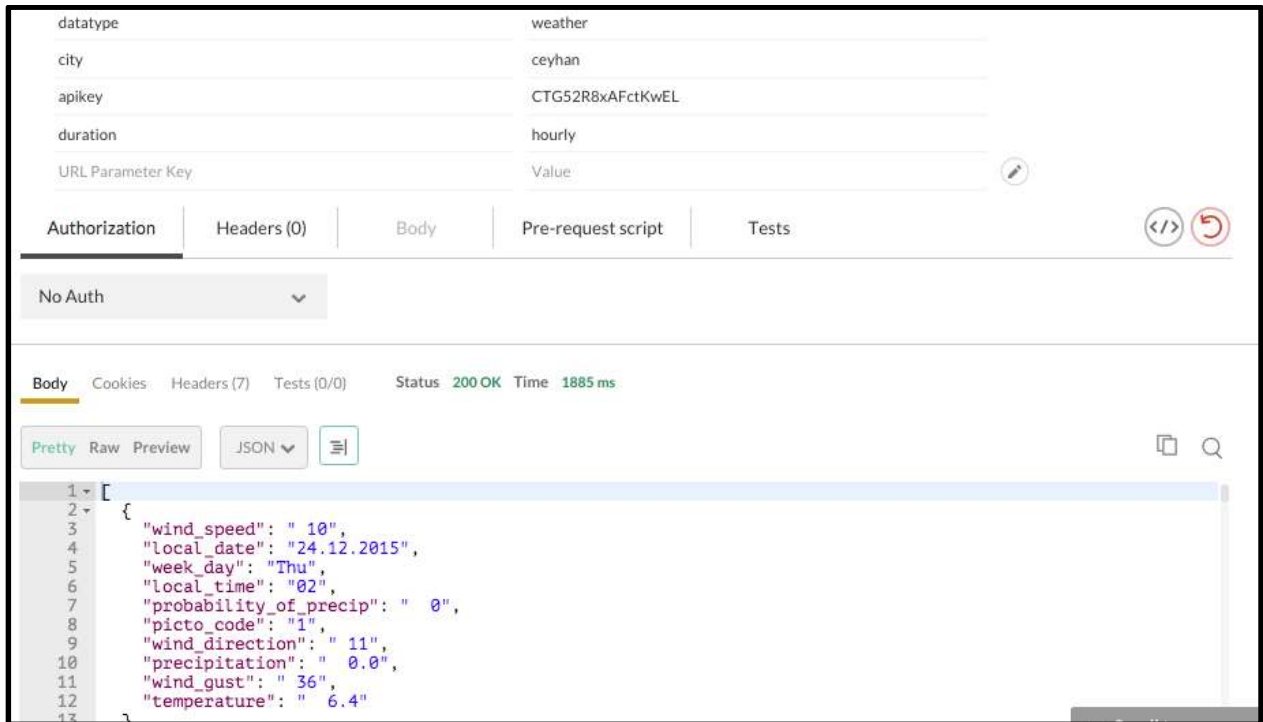 datatype weather
city ceyhan
apikey CTG52R8xAFctKwEL
duration hourly
URL Parameter Key Value
Authorization Headers (0) Body Pre-request script Tests
No Auth
Body Cookies Headers (7) Tests (0/0) Status 200 OK Time 1885 ms
Pretty Raw Preview JSON
1 [
2 {
3 "wind_speed": " 10",
4 "local_date": "24.12.2015",
5 "week_day": "Thu",
6 "local_time": "02",
7 "probability_of_precip": "  0",
8 "picto_code": "1",
9 "wind_direction": " 11",
10 "precipitation": "  0.0",
11 "wind_gust": " 36",
12 "temperature": "  6.4"
13 }